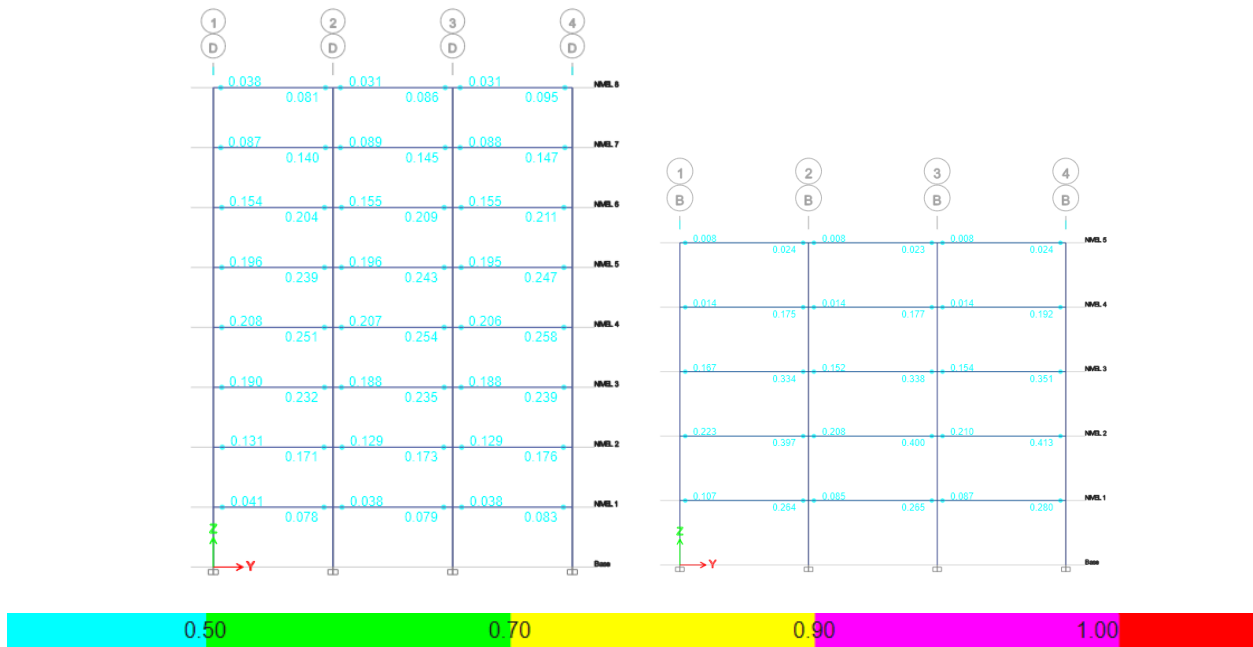 1 2 3 4
D D D D
0.038 0.031 0.031 NIVEL 8
0.081 0.086 0.095
0.087 0.089 0.088 NIVEL 7
0.140 0.145 0.147
0.154 0.155 0.155 NIVEL 6
0.204 0.209 0.211
0.196 0.196 0.195 NIVEL 5
0.239 0.243 0.247
0.208 0.207 0.206 NIVEL 4
0.251 0.254 0.258
0.190 0.188 0.188 NIVEL 3
0.232 0.235 0.239
0.131 0.129 0.129 NIVEL 2
0.171 0.173 0.176
0.041 0.038 0.038 NIVEL 1
0.078 0.079 0.083
Z
Y Base
1 2 3 4
B B B B
0.008 0.008 NIVEL 5
0.024 0.023 0.024
0.014 0.014 0.014 NIVEL 4
0.175 0.177 0.192
0.167 0.152 0.154 NIVEL 3
0.334 0.338 0.351
0.223 0.208 0.210 NIVEL 2
0.397 0.400 0.413
0.107 NIVEL 1
0.264 0.280
Z
Y Base
0.50 0.70 0.90 1.00